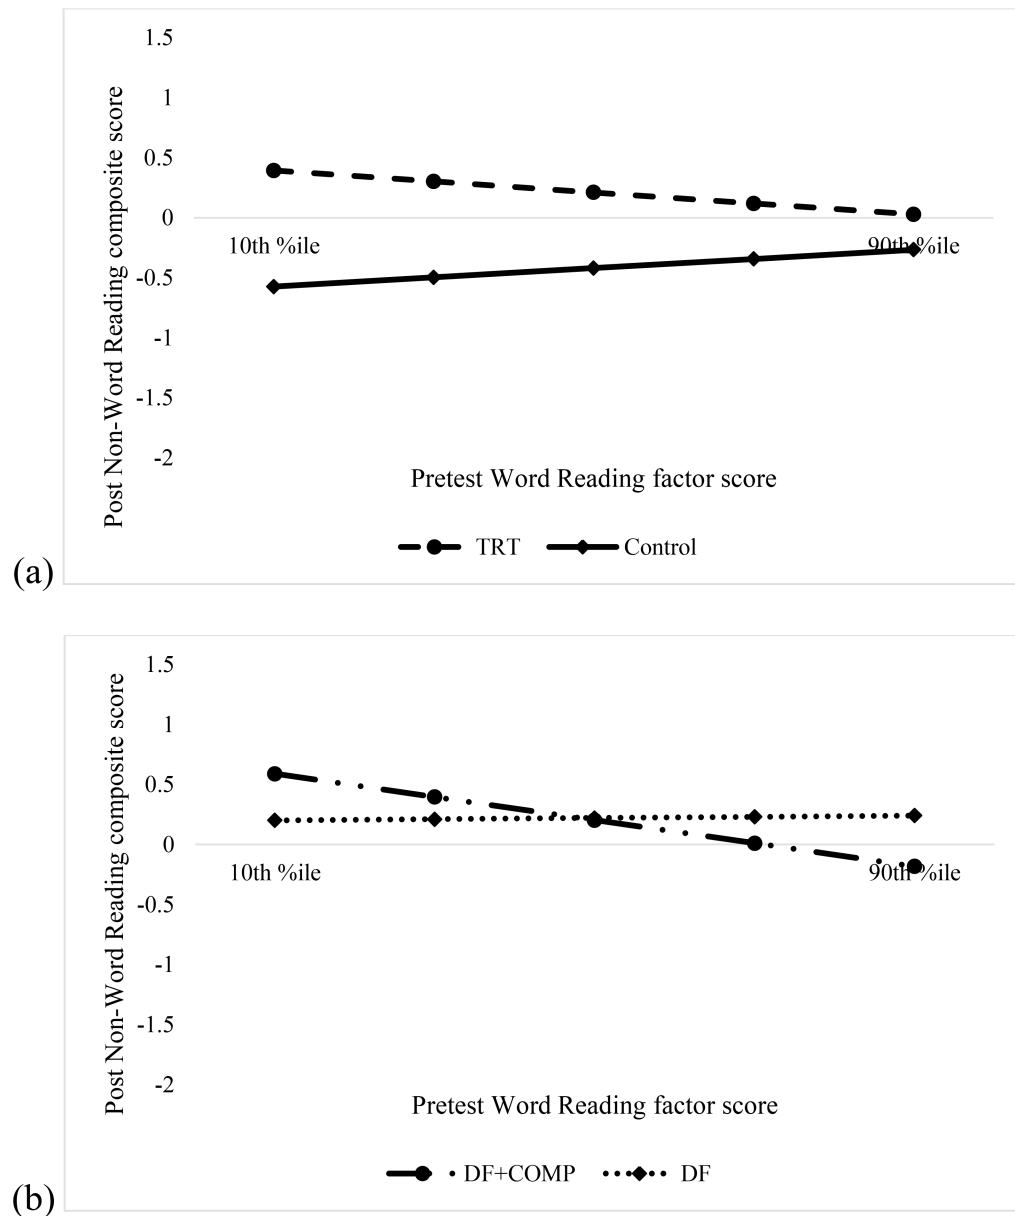 1.5
1
0.5
0
-0.5
-1
-1.5
-2
Post Non-Word Reading composite score
10th %ile
90th %ile
Pretest Word Reading factor score
TRT
Control
(a)
1.5
1
0.5
0
-0.5
-1
-1.5
-2
Post Non-Word Reading composite score
10th %ile
90th %ile
Pretest Word Reading factor score
DF+COMP
DF
(b)